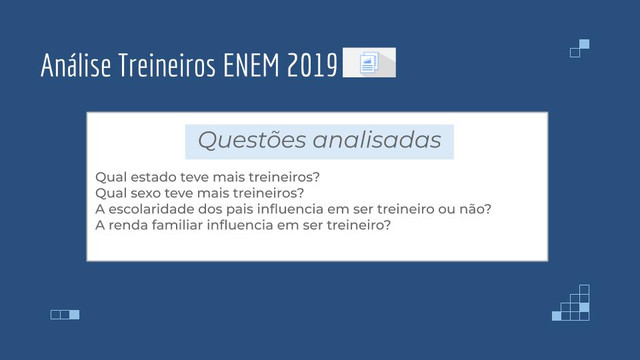 Análise Treineiros ENEM 2019
Questões analisadas
Qual estado teve mais treineiros?
Qual sexo teve mais treineiros?
A escolaridade dos pais influencia em ser treineiro ou não?
A renda familiar influencia em ser treineiro?